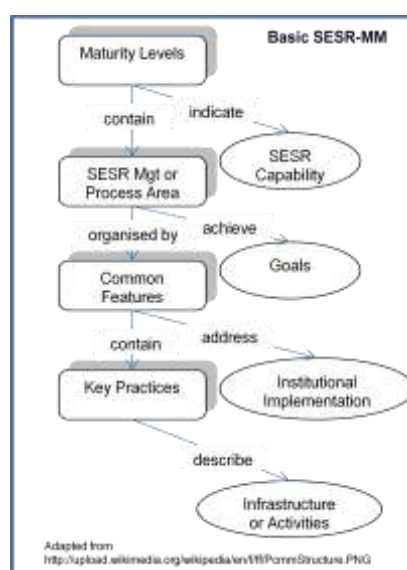 Basic SESR-MM
Maturity Levels
contain
indicate
SESR
Capability
SESR Mgt or
Process Area
organised by
achieve
Goals
Common
Features
contain
address
Institutional
Implementation
Key Practices
describe
Infrastructure
or Activities
Adapted from
http://upload.wikimedia.org/wikipedia/en/f/ff/PcmmStructure.PNG